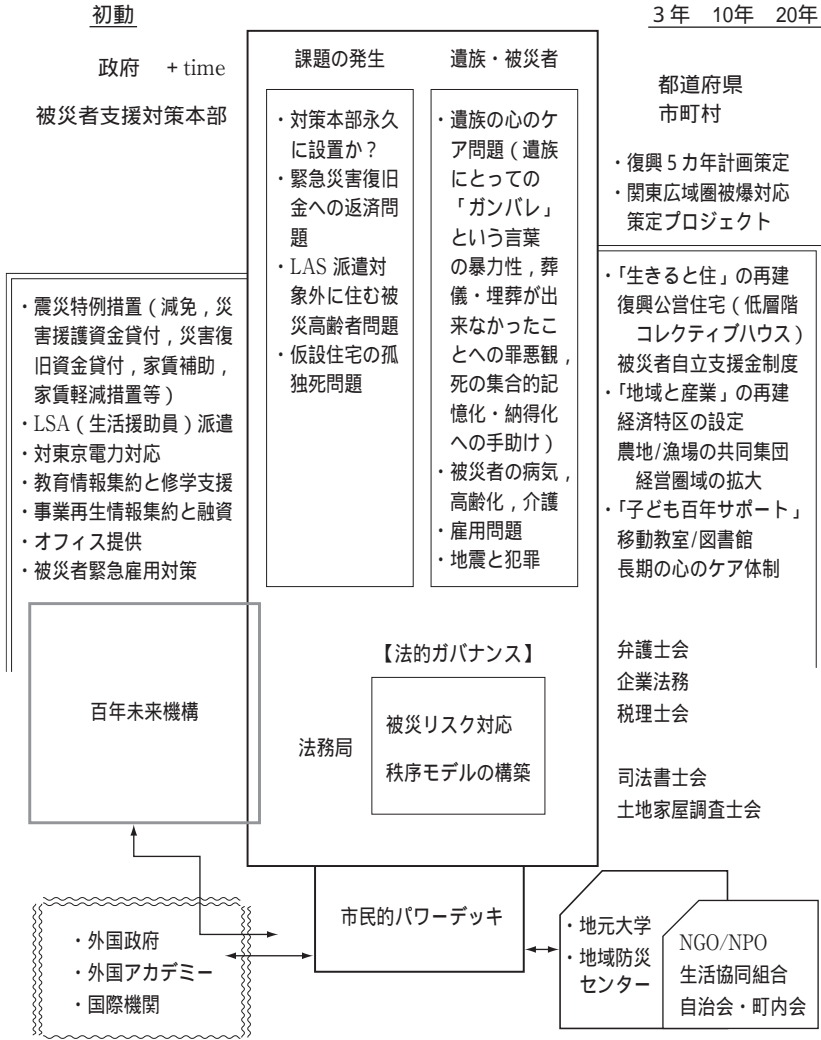 初動
3年 10年 20年
政府 +time
被災者支援対策本部
課題の発生
・対策本部永久
に設置か？
・緊急災害復旧
金への返済問
題
・LAS 派遣対
象外に住む被
災高齢者問題
・仮設住宅の孤
独死問題
遺族・被災者
・遺族の心のケ
ア問題（遺族
にとっての
「ガンバレ」
という言葉
の暴力性，葬
儀・埋葬が出
来なかったこ
とへの罪悪観，
死の集合的記
憶化・納得化
への手助け）
・被災者の病気，
高齢化，介護
・雇用問題
・地震と犯罪
都道府県
市町村
・復興5カ年計画策定
・関東広域圏被爆対応
策定プロジェクト
・震災特例措置（減免，災
害援護資金貸付，災害復
旧資金貸付，家賃補助，
家賃軽減措置等）
・LSA（生活援助員）派遣
・対東京電力対応
・教育情報集約と修学支援
・事業再生情報集約と融資
・オフィス提供
・被災者緊急雇用対策
・「生きると住」の再建
復興公営住宅（低層階
コレクティブハウス）
被災者自立支援金制度
・「地域と産業」の再建
経済特区の設定
農地/漁場の共同集団
経営圏域の拡大
・「子ども百年サポート」
移動教室/図書館
長期の心のケア体制
百年未来機構
【法的ガバナンス】
法務局
被災リスク対応
秩序モデルの構築
弁護士会
企業法務
税理士会
司法書士会
土地家屋調査士会
市民的パワーデッキ
・外国政府
・外国アカデミー
・国際機関
・地元大学
・地域防災
センター
NGO/NPO
生活協同組合
自治会・町内会